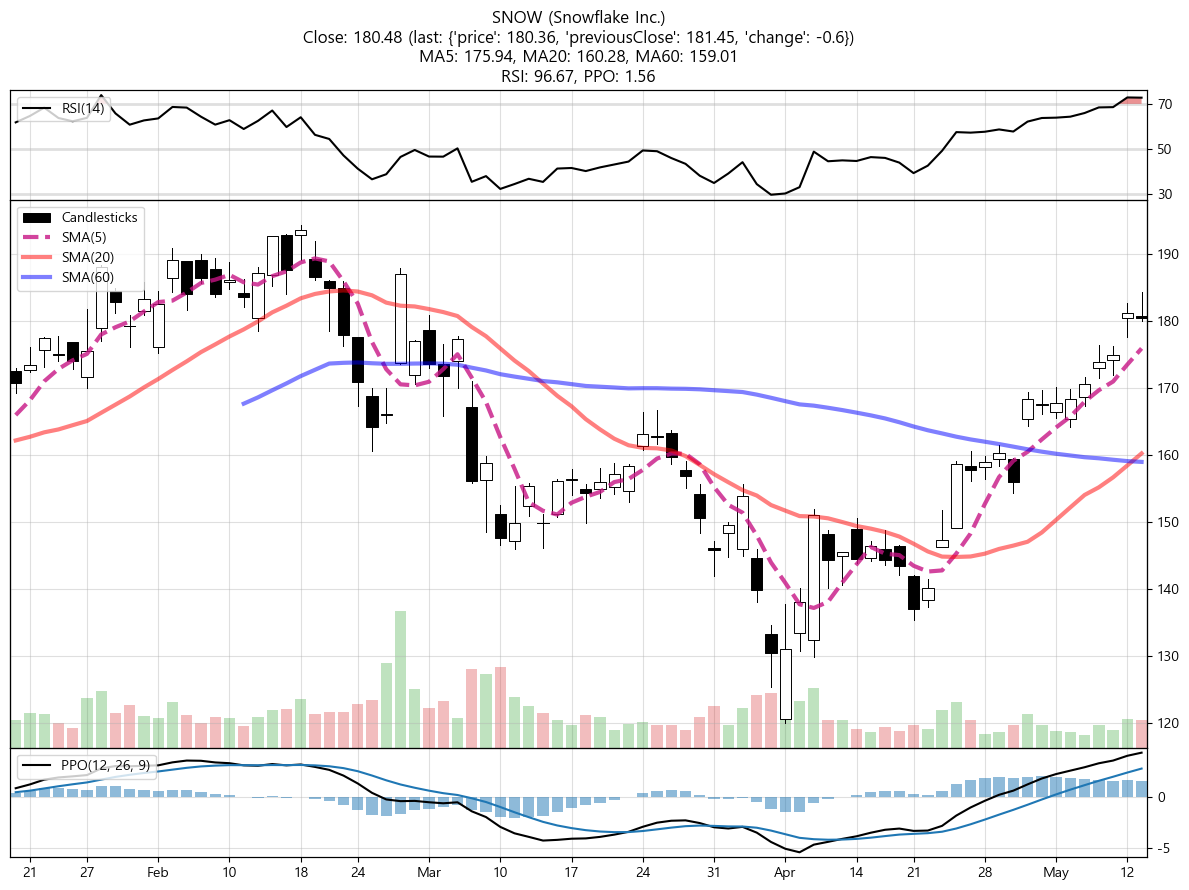 SNOW (Snowflake Inc.)
Close: 180.48 (last: {'price': 180.36, 'previousClose': 181.45, 'change': -0.6})
MA5: 175.94, MA20: 160.28, MA60: 159.01
RSI: 96.67, PPO: 1.56
RSI(14)
70
50
30
Candlesticks
SMA(5)
SMA(20)
SMA(60)
190
180
170
160
150
140
130
120
PPO(12, 26, 9)
0
-5
21 27 Feb 10 18 24 Mar 10 17 24 31 Apr 14 21 28 May 12